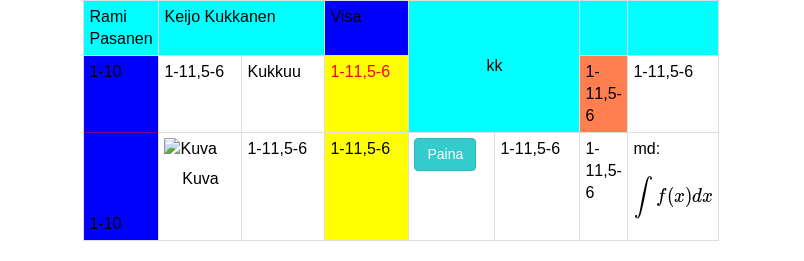 Rami
Pasanen
Keijo Kukkanen
Visa
kk
1-10
1-11,5-6
Kukkuu
1-11,5-6
1-
11,5-
6
1-11,5-6
1-10
Kuva
Kuva
1-11,5-6
1-11,5-6
Paina
1-11,5-6
1-
11,5-
6
md:
∫ f(x)dx